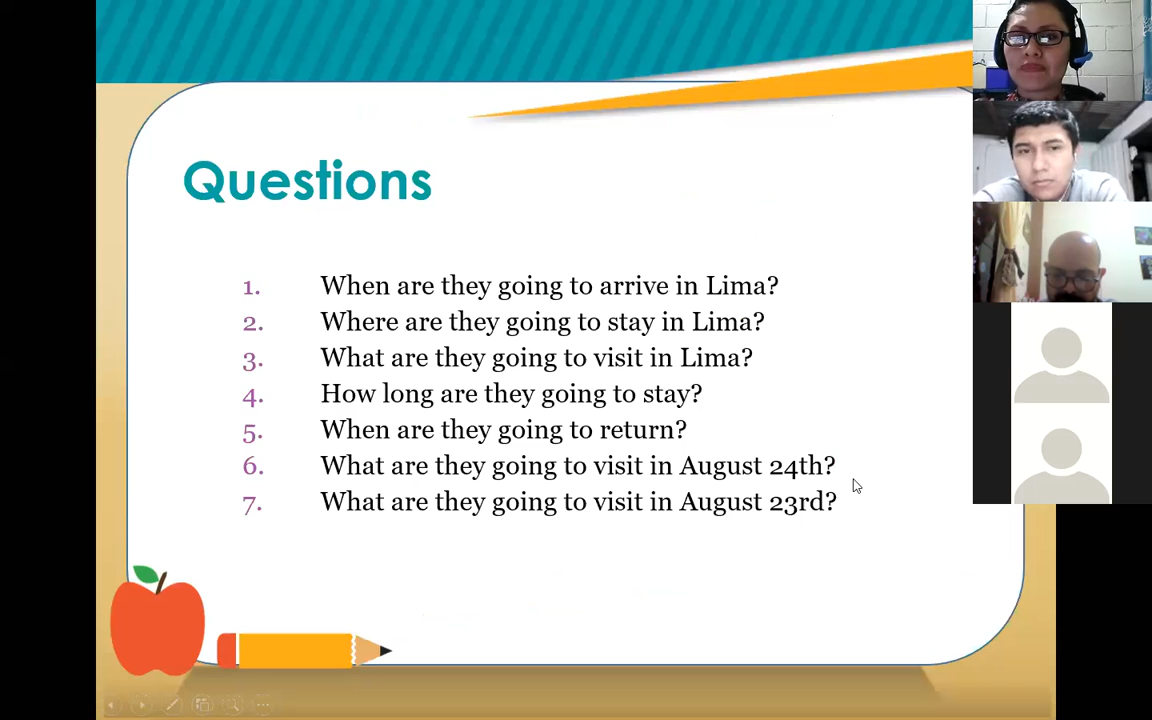 Questions
1. When are they going to arrive in Lima?
2. Where are they going to stay in Lima?
3. What are they going to visit in Lima?
4. How long are they going to stay?
5. When are they going to return?
6. What are they going to visit in August 24th?
7. What are they going to visit in August 23rd?